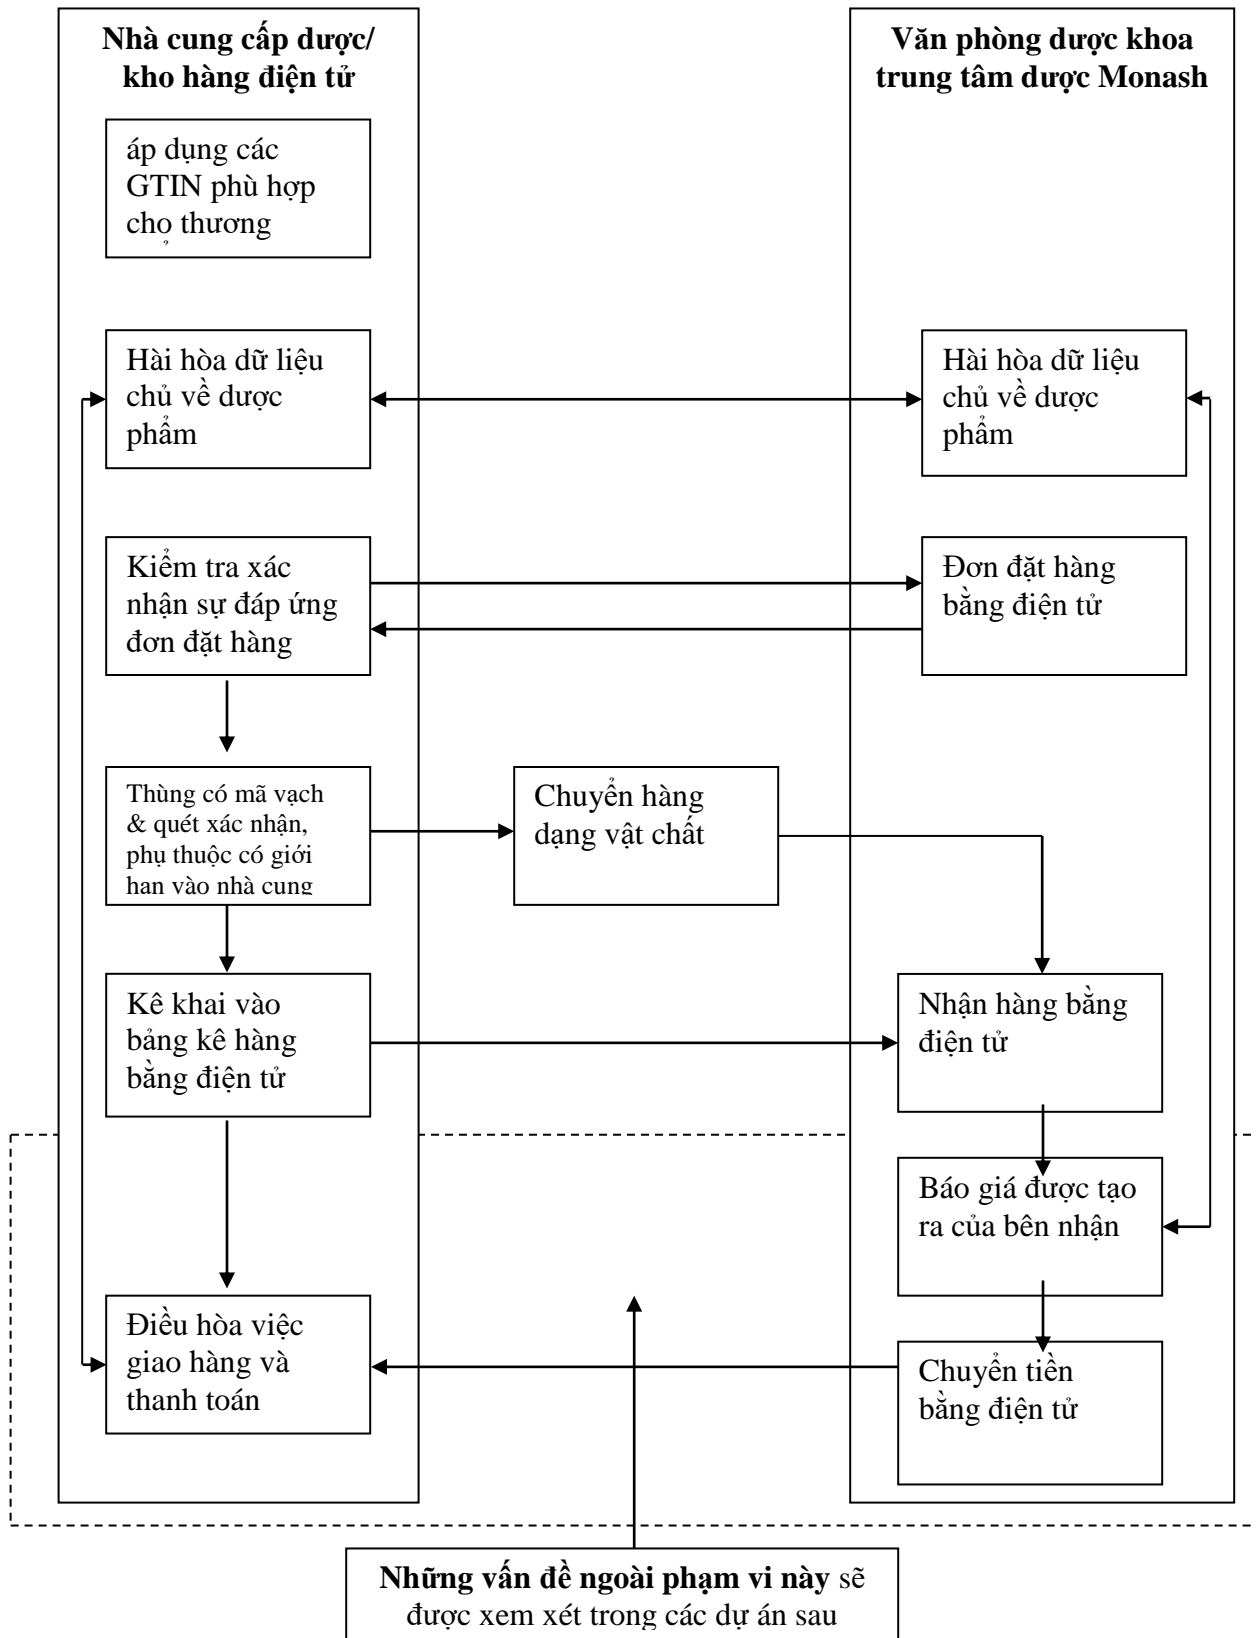 Nhà cung cấp dược/
kho hàng điện tử
áp dụng các
GTIN phù hợp
cho thương
Hài hòa dữ liệu
chủ về dược
phẩm
Kiểm tra xác
nhận sự đáp ứng
đơn đặt hàng
Thùng có mã vạch
& quét xác nhận,
phụ thuộc có giới
hạn vào nhà cung
Kê khai vào
bảng kê hàng
bằng điện tử
Điều hòa việc
giao hàng và
thanh toán
Chuyển hàng
dạng vật chất
Văn phòng dược khoa
trung tâm dược Monash
Hài hòa dữ liệu
chủ về dược
phẩm
Đơn đặt hàng
bằng điện tử
Nhận hàng bằng
điện tử
Báo giá được tạo
ra của bên nhận
Chuyển tiền
bằng điện tử
Những vấn đề ngoài phạm vi này sẽ
được xem xét trong các dự án sau